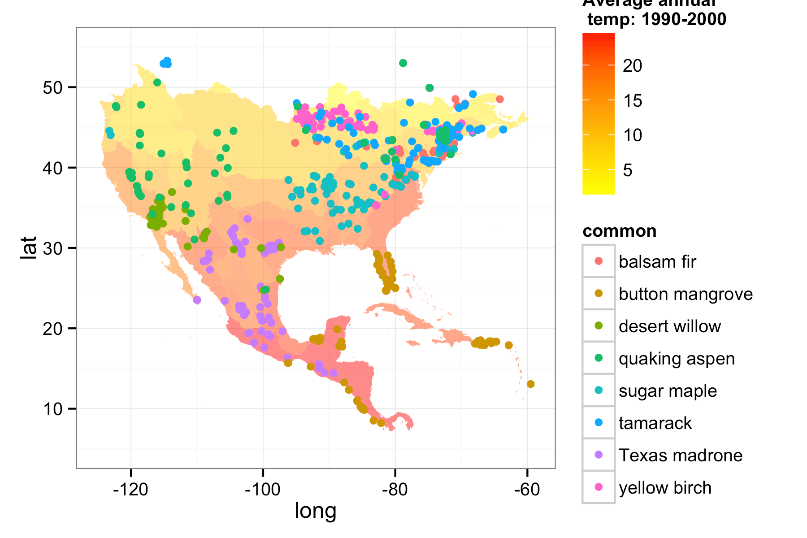 Average annual
temp: 1990-2000
20
15
10
5
common
balsam fir
button mangrove
desert willow
quaking aspen
sugar maple
tamarack
Texas madrone
yellow birch
lat
50
40
30
20
10
-120
-100
-80
-60
long